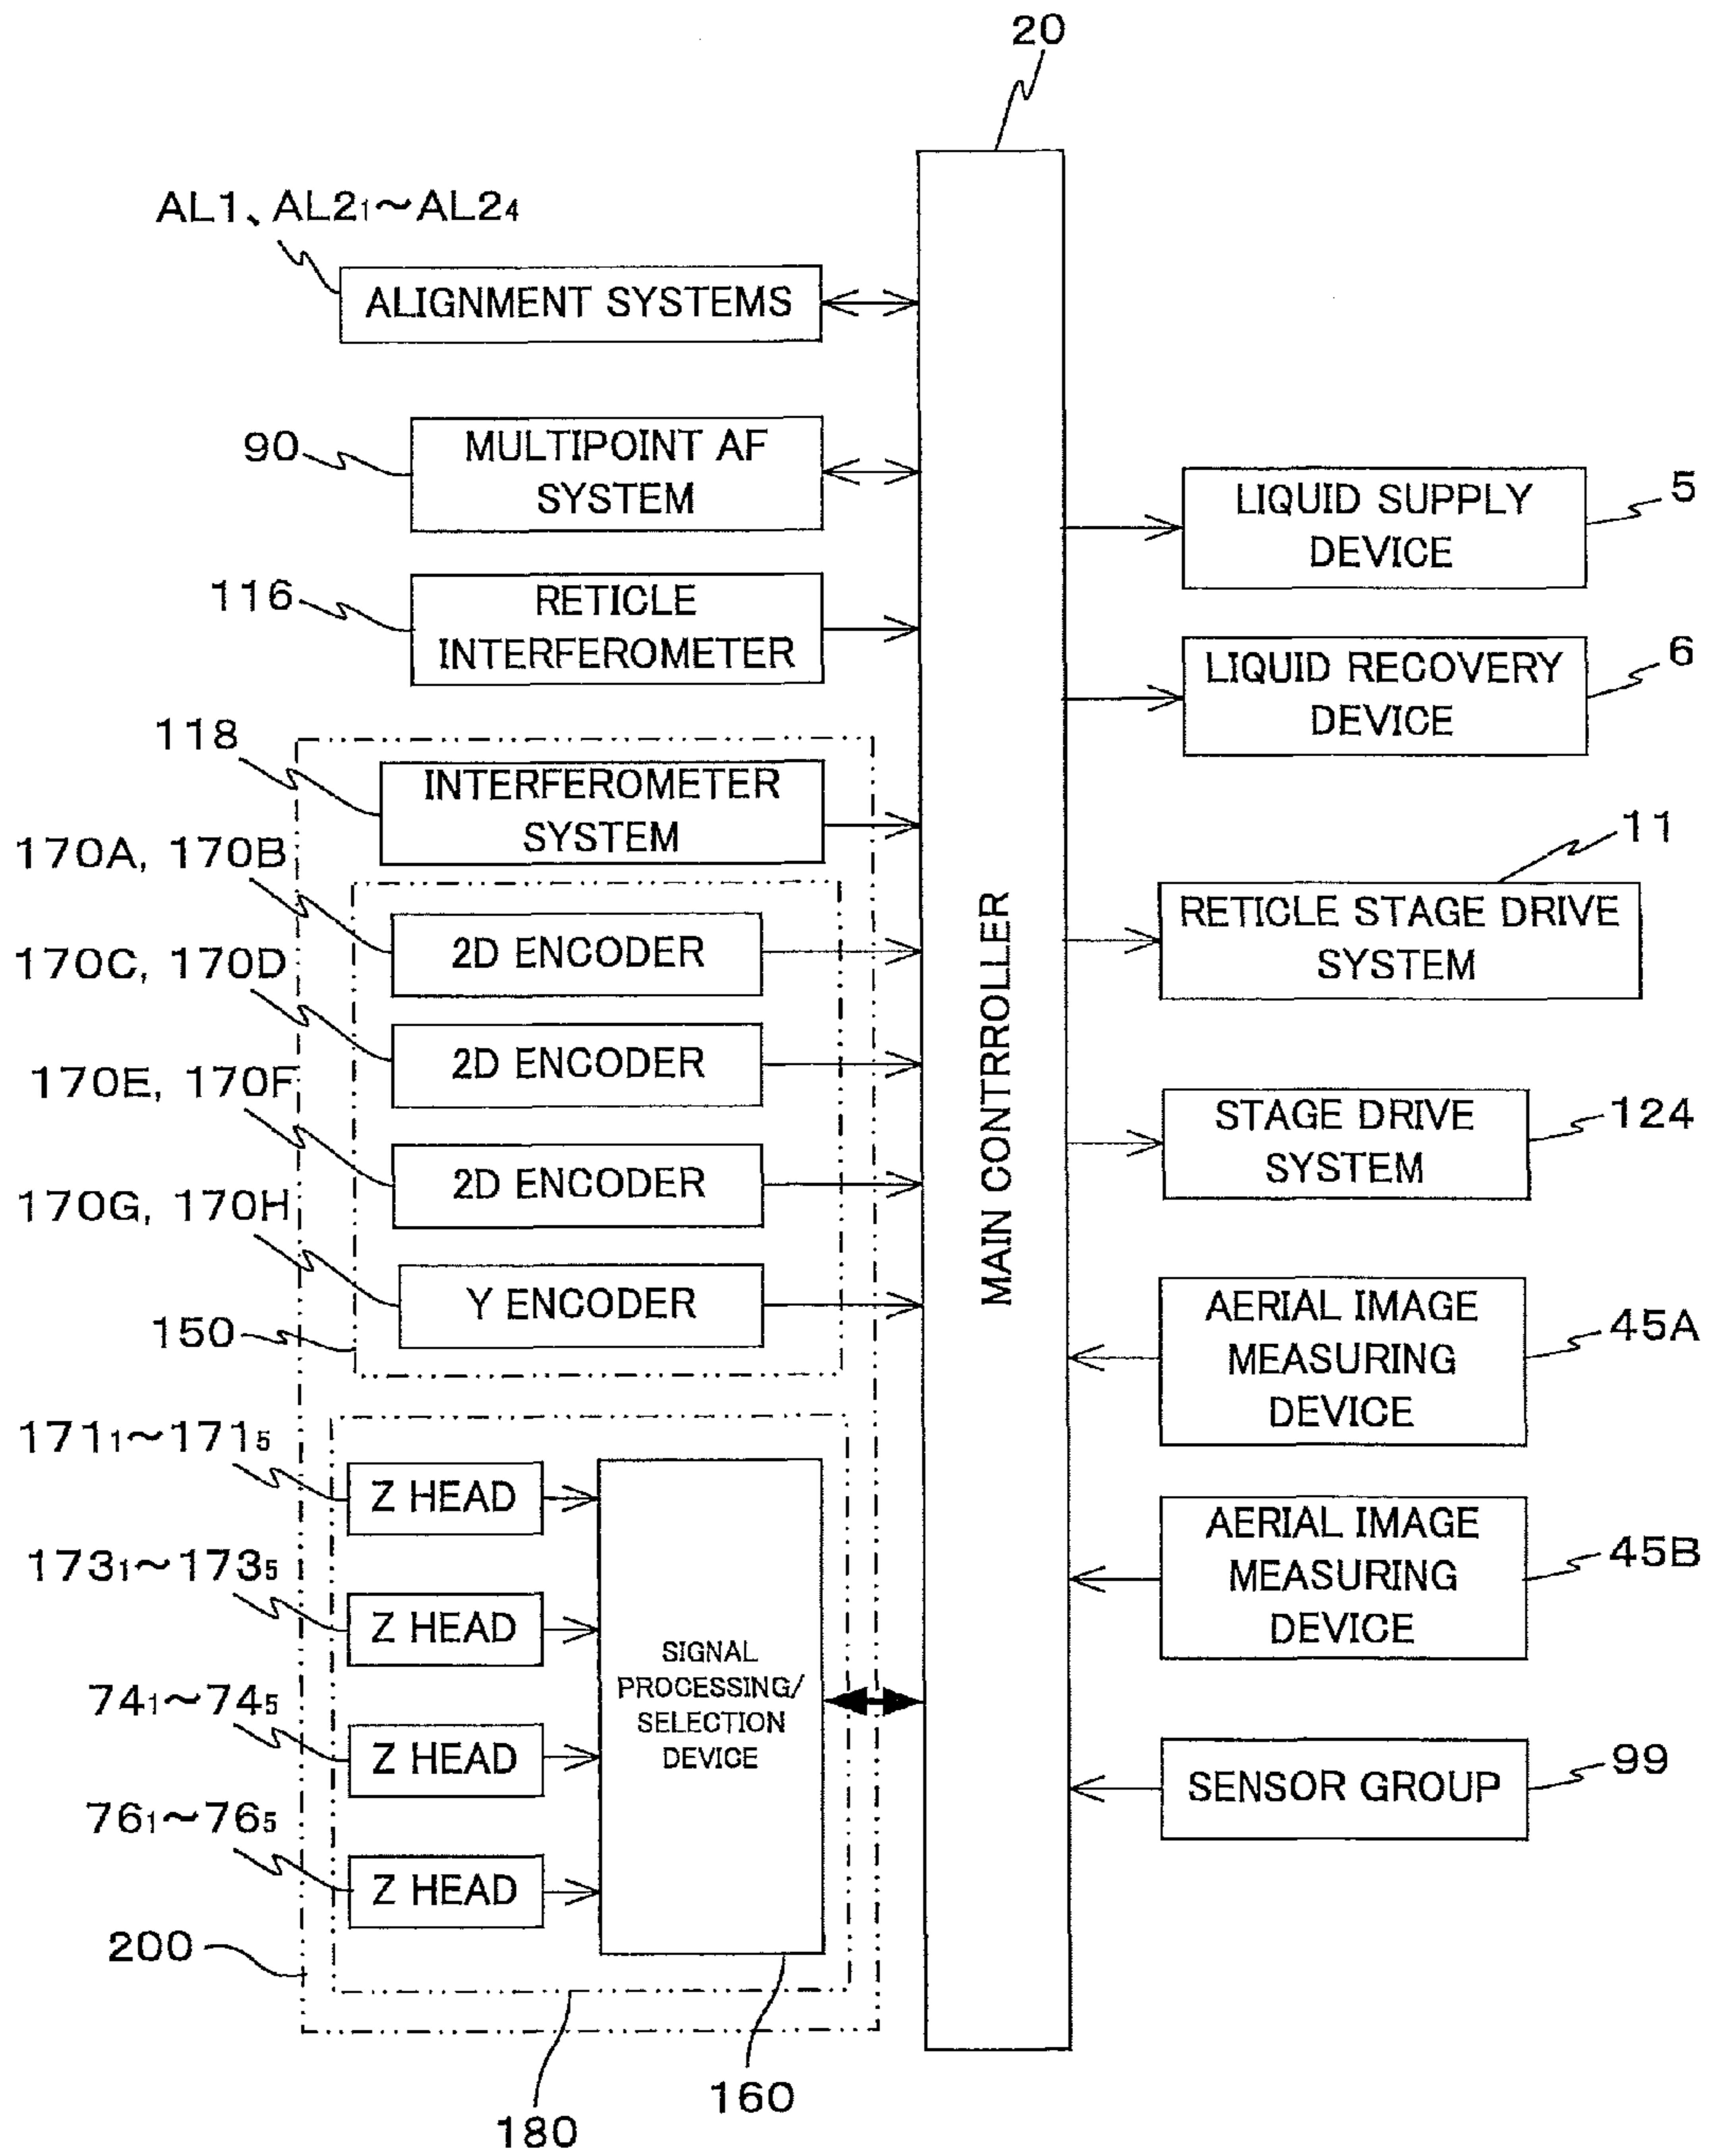 20
AL1、AL2₁～AL2₄
ALIGNMENT SYSTEMS
90
MULTIPOINT AF
SYSTEM
116
RETICLE
INTERFEROMETER
118
INTERFEROMETER
SYSTEM
170A, 170B
2D ENCODER
170C, 170D
2D ENCODER
170E, 170F
2D ENCODER
170G, 170H
Y ENCODER
150
171₁～171₅
Z HEAD
173₁～173₅
Z HEAD
74₁～74₅
Z HEAD
76₁～76₅
Z HEAD
SIGNAL
PROCESSING/
SELECTION
DEVICE
200
180
160
MAIN CONTRROLLER
LIQUID SUPPLY
DEVICE
5
LIQUID RECOVERY
DEVICE
6
11
RETICLE STAGE DRIVE
SYSTEM
STAGE DRIVE
SYSTEM
124
AERIAL IMAGE
MEASURING
DEVICE
45A
AERIAL IMAGE
MEASURING
DEVICE
45B
SENSOR GROUP
99